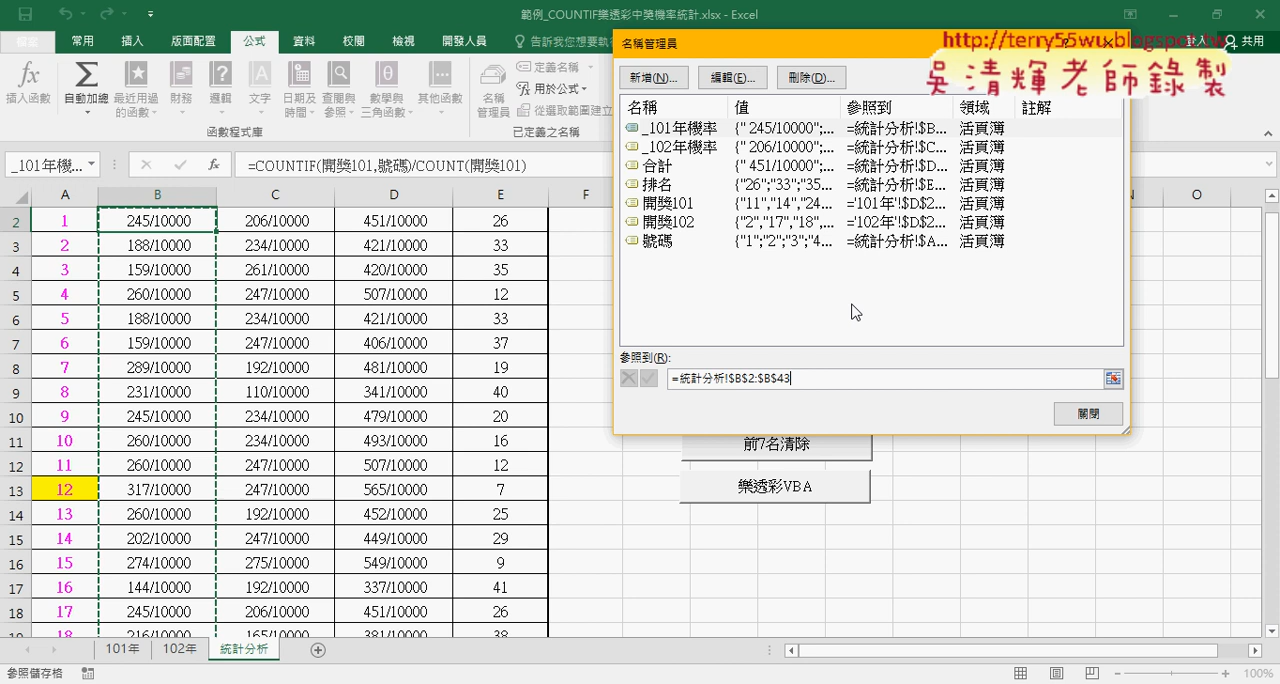 範例_COUNTIF樂透彩中獎機率統計.xlsx - Excel
檔案 常用 插入 版面配置 公式 資料 校閱 檢視 開發人員 告訴我您想要執 登入 共用
http://terry55wu.blogspot.tw
吳清輝老師錄製
插入函數 自動加總 最近用過的函數 財務 邏輯 文字 日期及時間 查閱與參照 數學與三角函數 其他函數 名稱管理員 定義名稱 用於公式 從選取範圍建立
函數程式庫 已定義之名稱
_101年機... =COUNTIF(開獎101,號碼)/COUNT(開獎101)
A B C D E F N O
2 1 245/10000 206/10000 451/10000 26
3 2 188/10000 234/10000 421/10000 33
4 3 159/10000 261/10000 420/10000 35
5 4 260/10000 247/10000 507/10000 12
6 5 188/10000 234/10000 421/10000 33
7 6 159/10000 247/10000 406/10000 37
8 7 289/10000 192/10000 481/10000 19
9 8 231/10000 110/10000 341/10000 40
10 9 245/10000 234/10000 479/10000 20
11 10 260/10000 234/10000 493/10000 16
12 11 260/10000 247/10000 507/10000 12
13 12 317/10000 247/10000 565/10000 7
14 13 260/10000 192/10000 452/10000 25
15 14 202/10000 247/10000 449/10000 29
16 15 274/10000 275/10000 549/10000 9
17 16 144/10000 192/10000 337/10000 41
18 17 245/10000 206/10000 451/10000 26
18 216/10000 165/10000 381/10000 38
名稱管理員
新增(N)... 編輯(E)... 刪除(D)...
名稱 值 參照到 領域 註解
_101年機率 {" 245/10000";... =統計分析!$B... 活頁簿
_102年機率 {" 206/10000";... =統計分析!$C... 活頁簿
合計 {" 451/10000";... =統計分析!$D... 活頁簿
排名 {"26";"33";"35... =統計分析!$E... 活頁簿
開獎101 {"11","14","24... ='101年'!$D$2... 活頁簿
開獎102 {"2","17","18",... ='102年'!$D$2... 活頁簿
號碼 {"1";"2";"3";"4... =統計分析!$A... 活頁簿
參照到(R):
=統計分析!$B$2:$B$43
關閉
前7名清除
樂透彩VBA
101年 102年 統計分析
參照儲存格 100%